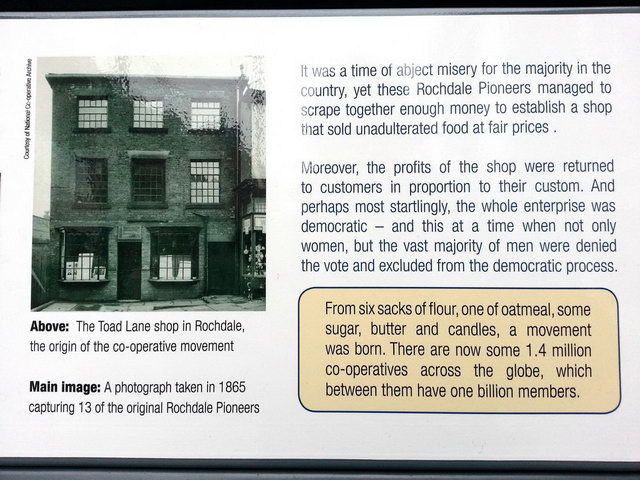 Courtesy of National Co-operative Archive
Above: The Toad Lane shop in Rochdale,
the origin of the co-operative movement
Main image: A photograph taken in 1865
capturing 13 of the original Rochdale Pioneers
It was a time of abject misery for the majority in the
country, yet these Rochdale Pioneers managed to
scrape together enough money to establish a shop
that sold unadulterated food at fair prices .
Moreover, the profits of the shop were returned
to customers in proportion to their custom. And
perhaps most startlingly, the whole enterprise was
democratic – and this at a time when not only
women, but the vast majority of men were denied
the vote and excluded from the democratic process.
From six sacks of flour, one of oatmeal, some
sugar, butter and candles, a movement
was born. There are now some 1.4 million
co-operatives across the globe, which
between them have one billion members.